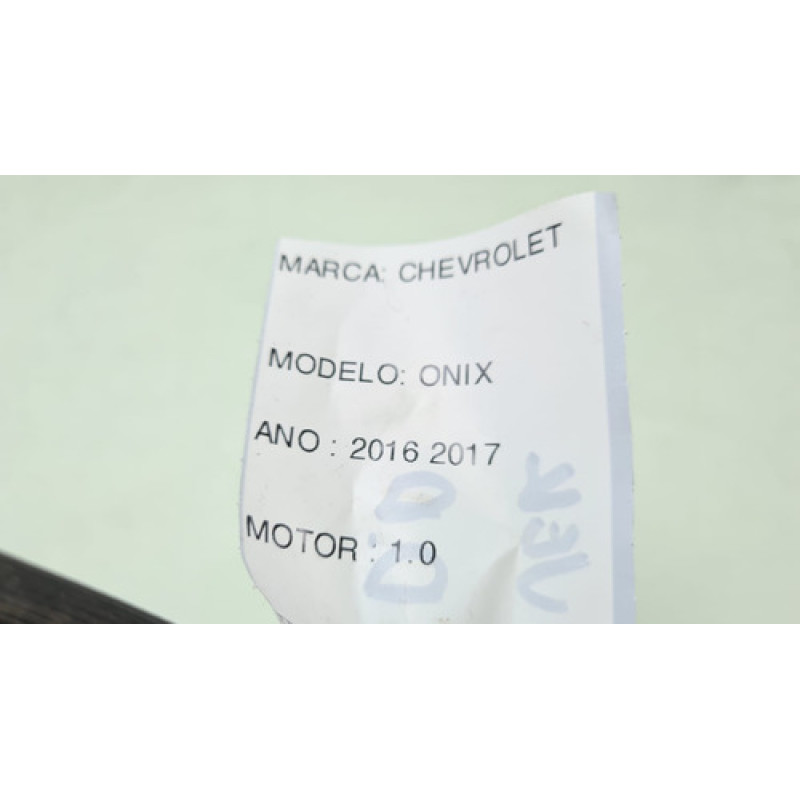 MARCA: CHEVROLET
MODELO: ONIX
ANO : 2016 2017
MOTOR : 1.0